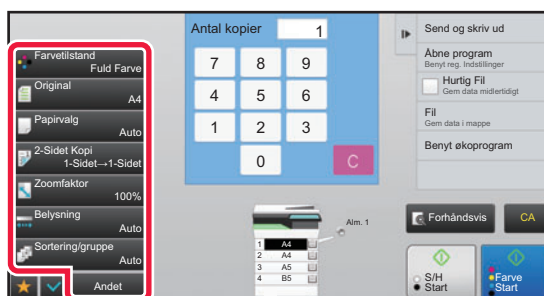 Farvetilstand
Fuld Farve
Original
A4
Papirvalg
Auto
2-Sidet Kopi
1-Sidet→1-Sidet
Zoomfaktor
100%
Belysning
Auto
Sortering/gruppe
Auto
Andet
Antal kopier 1
7 8 9
4 5 6
1 2 3
0 C
Alm. 1
1 A4
2 A4
3 A5
4 B5
Send og skriv ud
Åbne program
Benyt reg. Indstillinger
Hurtig Fil
Gem data midlertidigt
Fil
Gem data i mappe
Benyt økoprogram
Forhåndsvis CA
S/H
Start
Farve
Start